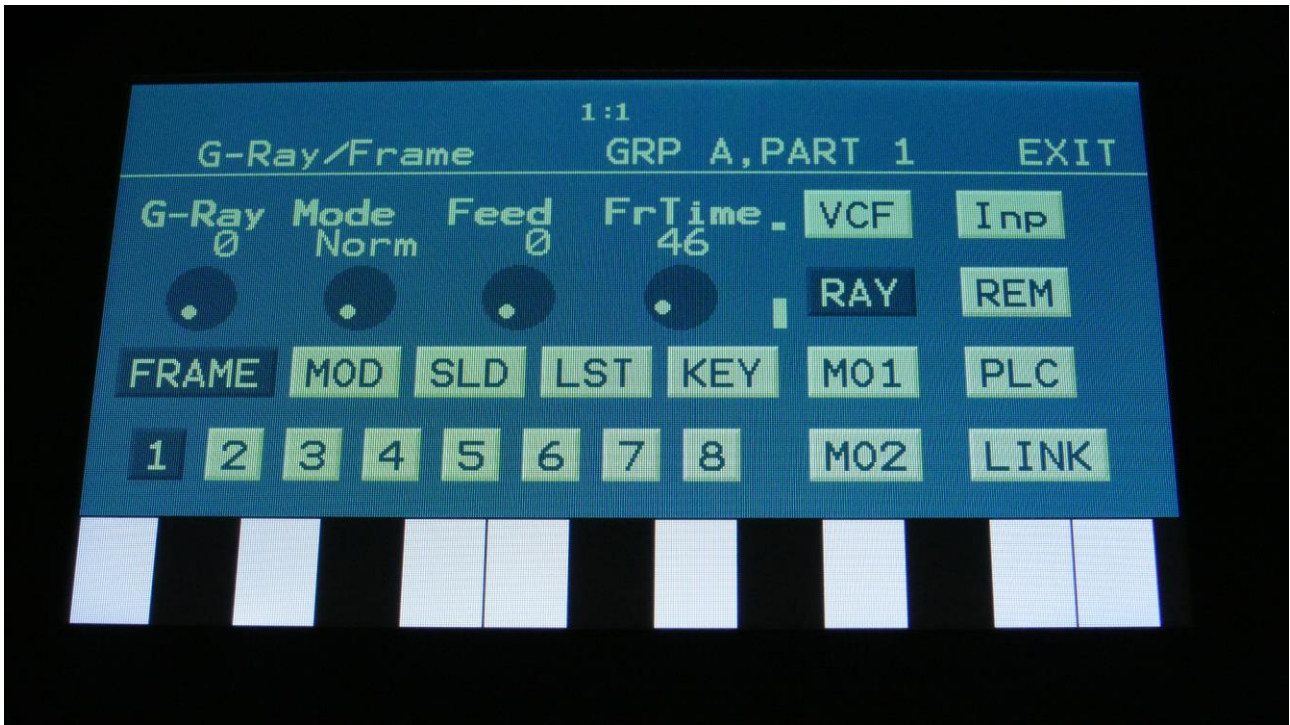 1:1
G-Ray/Frame GRP A,PART 1 EXIT
G-Ray Mode Feed FrTime VCF Inp
0 Norm 0 46
RAY REM
FRAME MOD SLD LST KEY MO1 PLC
1 2 3 4 5 6 7 8 MO2 LINK